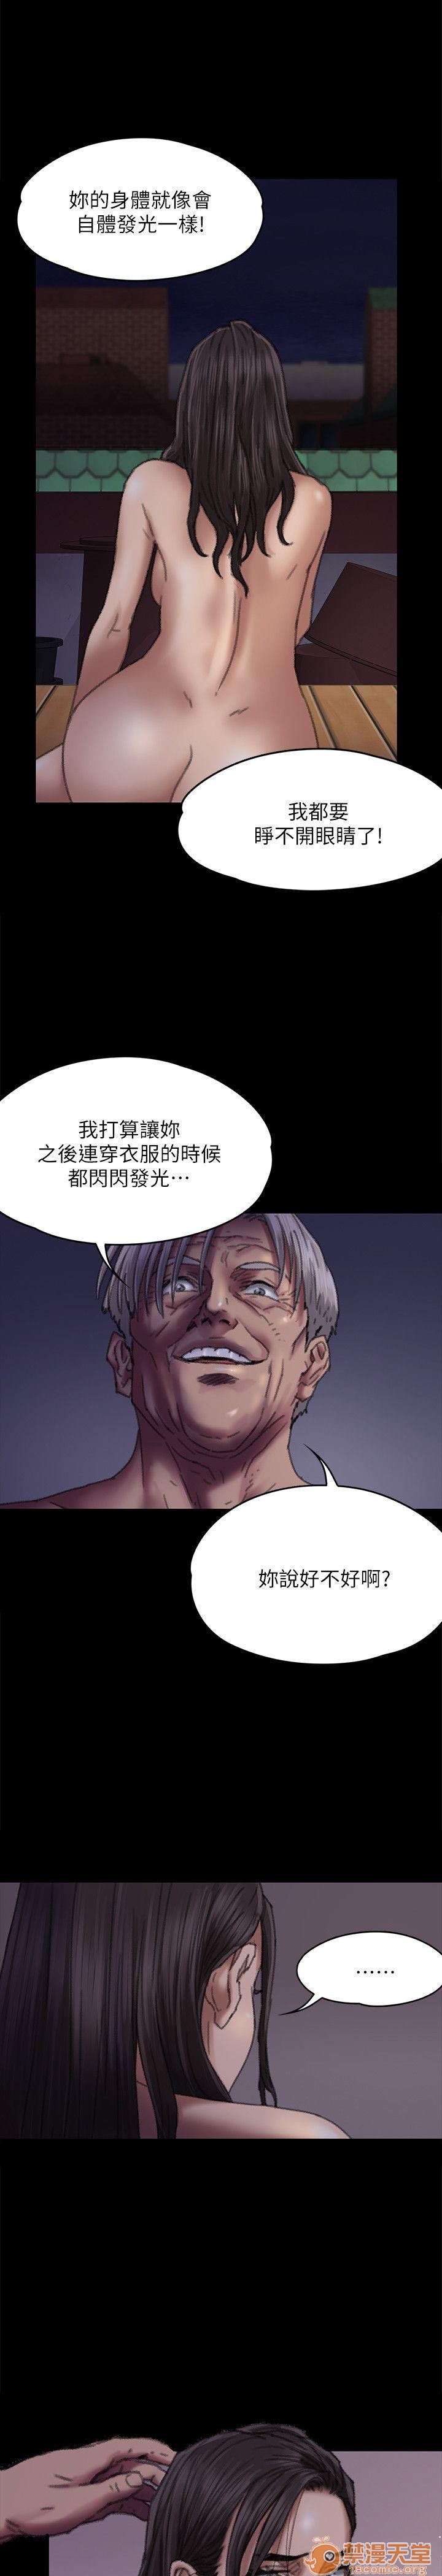 妳的身體就像會
自體發光一樣!
我都要
睜不開眼睛了!
我打算讓妳
之後連穿衣服的時候
都閃閃發光…
妳說好不好啊?
……
禁漫天堂
jmcomic.org